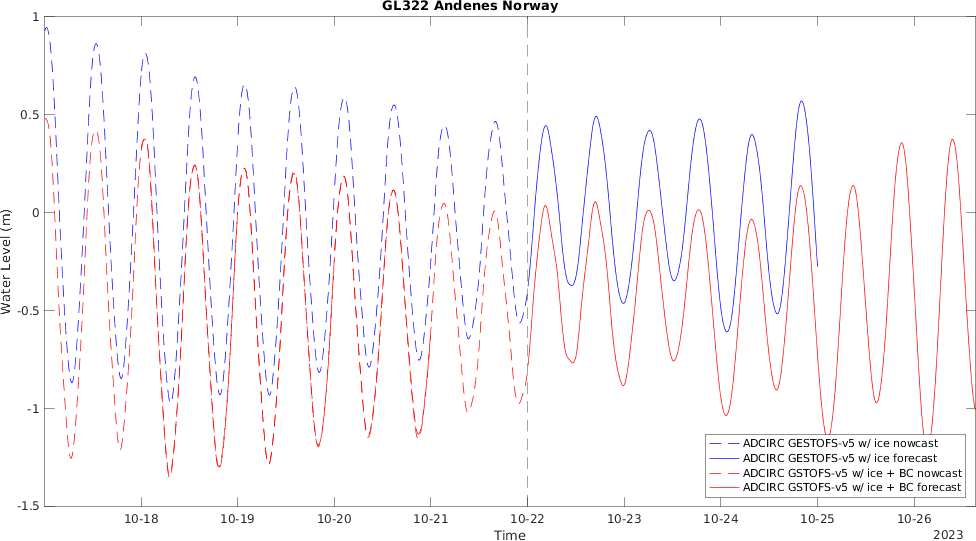 GL322 Andenes Norway
1
0.5
0
-0.5
-1
-1.5
Water Level (m)
ADCIRC GESTOFS-v5 w/ ice nowcast
ADCIRC GESTOFS-v5 w/ ice forecast
ADCIRC GSTOFS-v5 w/ ice + BC nowcast
ADCIRC GSTOFS-v5 w/ ice + BC forecast
10-18 10-19 10-20 10-21 10-22 10-23 10-24 10-25 10-26
Time
2023